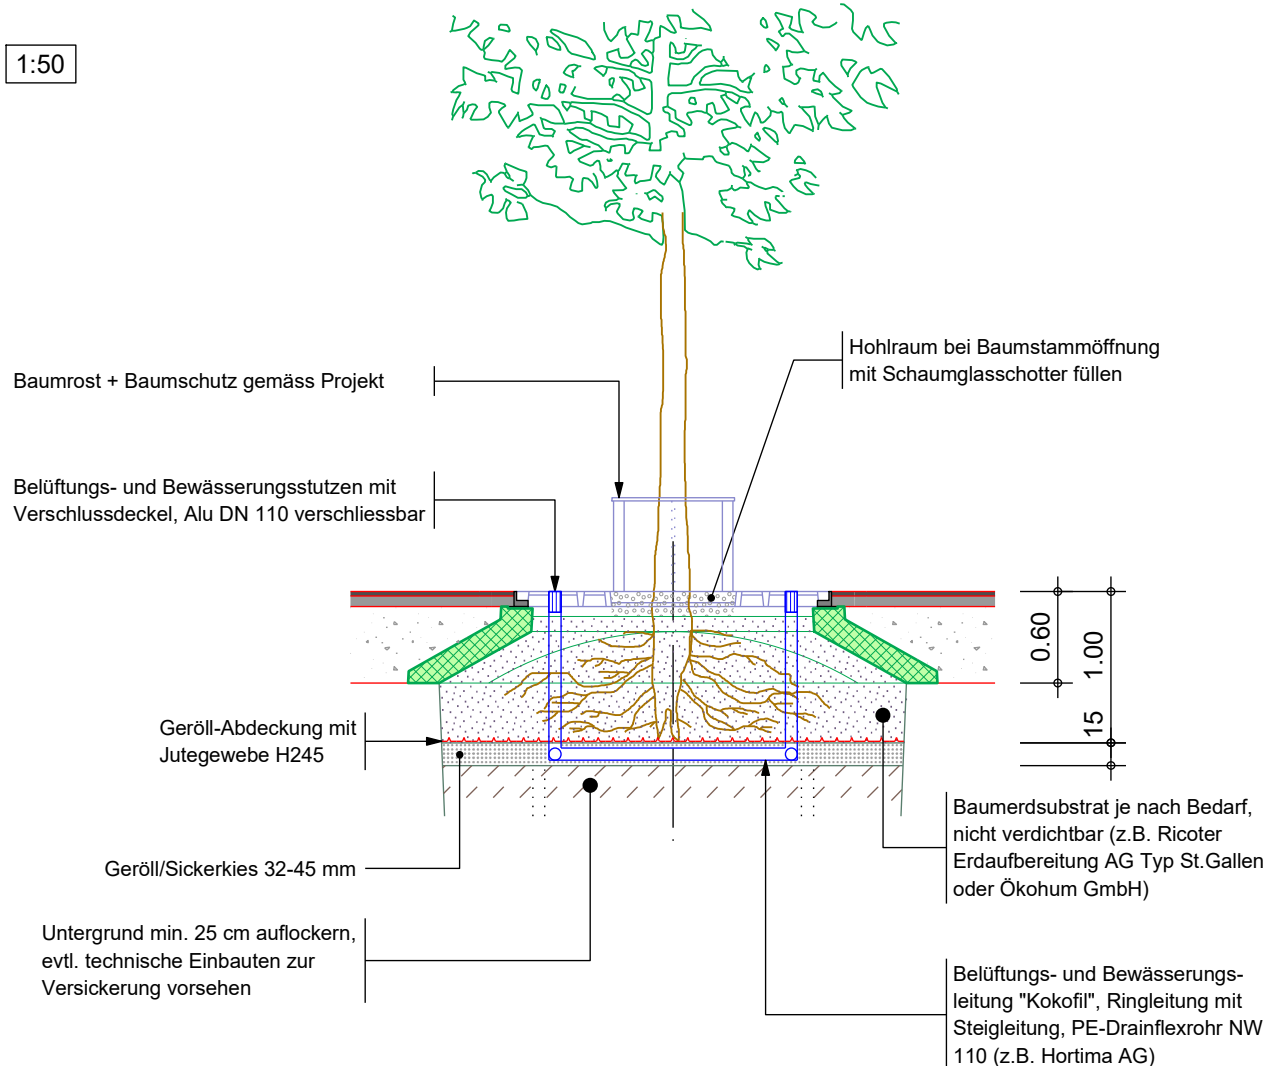 1:50
Hohlraum bei Baumstammöffnung
mit Schaumglasschotter füllen
Baumrost + Baumschutz gemäss Projekt
Belüftungs- und Bewässerungsstutzen mit
Verschlussdeckel, Alu DN 110 verschliessbar
0.60
1.00
15
Geröll-Abdeckung mit
Jutegewebe H245
Geröll/Sickerkies 32-45 mm
Baumerdsubstrat je nach Bedarf,
nicht verdichtbar (z.B. Ricoter
Erdaufbereitung AG Typ St.Gallen
oder Ökohum GmbH)
Untergrund min. 25 cm auflockern,
evtl. technische Einbauten zur
Versickerung vorsehen
Belüftungs- und Bewässerungs-
leitung "Kokofil", Ringleitung mit
Steigleitung, PE-Drainflexrohr NW
110 (z.B. Hortima AG)